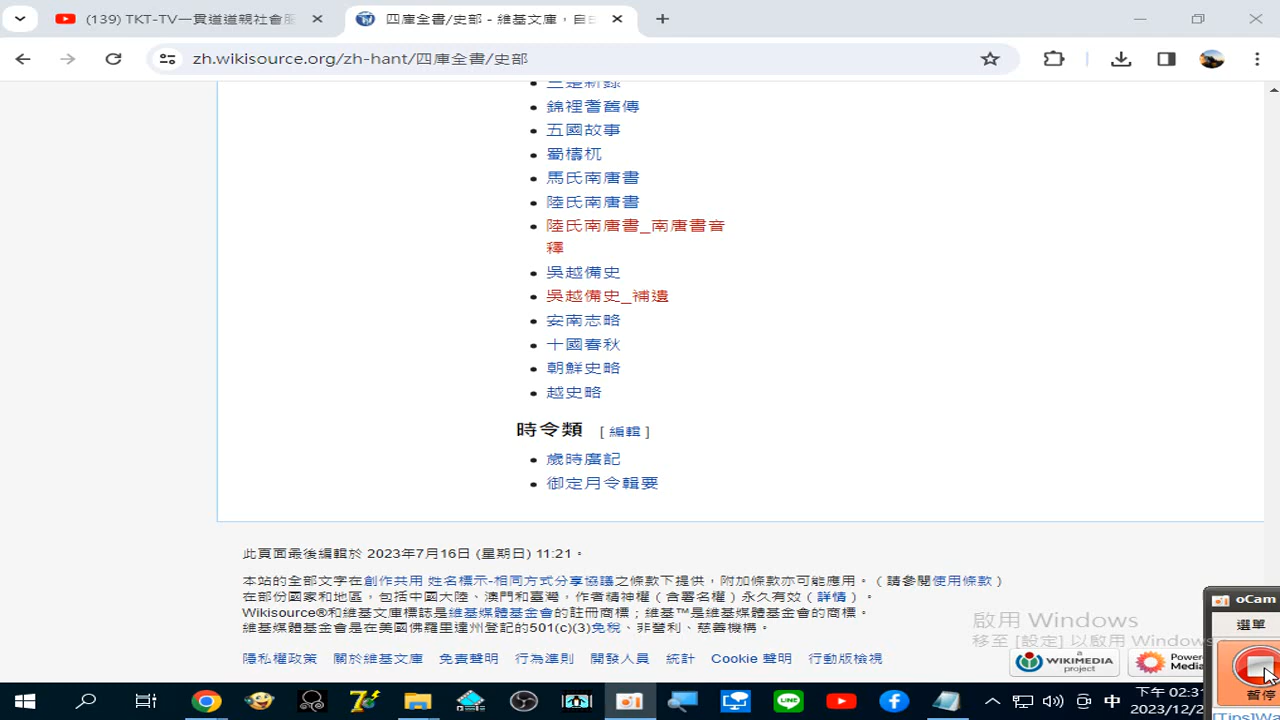 (139) TKT-TV一貫道道親社會服
四庫全書/史部 - 維基文庫，自
zh.wikisource.org/zh-hant/四庫全書/史部
錦裡耆舊傳
五國故事
蜀檮杌
馬氏南唐書
陸氏南唐書
陸氏南唐書_南唐書音
釋
吳越備史
吳越備史_補遺
安南志略
十國春秋
朝鮮史略
越史略
時令類 [編輯]
歲時廣記
御定月令輯要
此頁面最後編輯於 2023年7月16日 (星期日) 11:21。
本站的全部文字在創作共用 姓名標示-相同方式分享協議之條款下提供，附加條款亦可能應用。（請參閱使用條款）
在部份國家和地區，包括中國大陸、澳門和臺灣，作者精神權（含署名權）永久有效（詳情）。
Wikisource®和維基文庫標誌是維基媒體基金會的註冊商標；維基™是維基媒體基金會的商標。
維基媒體基金會是在美國佛羅里達州登記的501(c)(3)免稅、非營利、慈善機構。
隱私權政策 關於維基文庫 免責聲明 行為準則 開發人員 統計 Cookie 聲明 行動版檢視
啟用 Windows
移至 [設定] 以啟用 Windows
a
WIKIMEDIA
Powere
Media
oCam
選單
暫停
中
下午 02:31
2023/12/2
[Tips]Wa